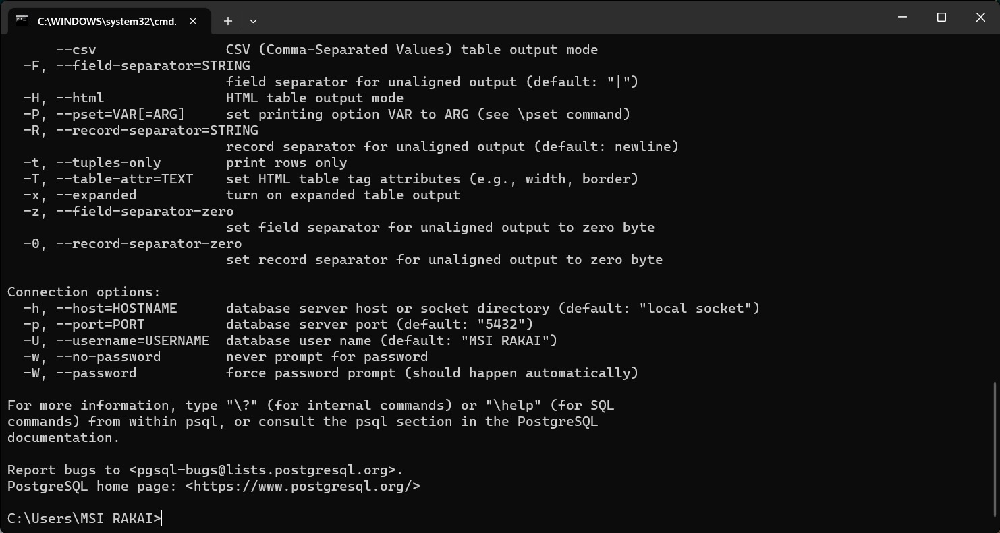 C:\WINDOWS\system32\cmd.
      --csv                CSV (Comma-Separated Values) table output mode
  -F, --field-separator=STRING
                           field separator for unaligned output (default: "|")
  -H, --html               HTML table output mode
  -P, --pset=VAR[=ARG]     set printing option VAR to ARG (see \pset command)
  -R, --record-separator=STRING
                           record separator for unaligned output (default: newline)
  -t, --tuples-only        print rows only
  -T, --table-attr=TEXT    set HTML table tag attributes (e.g., width, border)
  -x, --expanded           turn on expanded table output
  -z, --field-separator-zero
                           set field separator for unaligned output to zero byte
  -0, --record-separator-zero
                           set record separator for unaligned output to zero byte

Connection options:
  -h, --host=HOSTNAME      database server host or socket directory (default: "local socket")
  -p, --port=PORT          database server port (default: "5432")
  -U, --username=USERNAME  database user name (default: "MSI RAKAI")
  -w, --no-password        never prompt for password
  -W, --password           force password prompt (should happen automatically)

For more information, type "\?" (for internal commands) or "\help" (for SQL
commands) from within psql, or consult the psql section in the PostgreSQL
documentation.

Report bugs to <pgsql-bugs@lists.postgresql.org>.
PostgreSQL home page: <https://www.postgresql.org/>

C:\Users\MSI RAKAI>